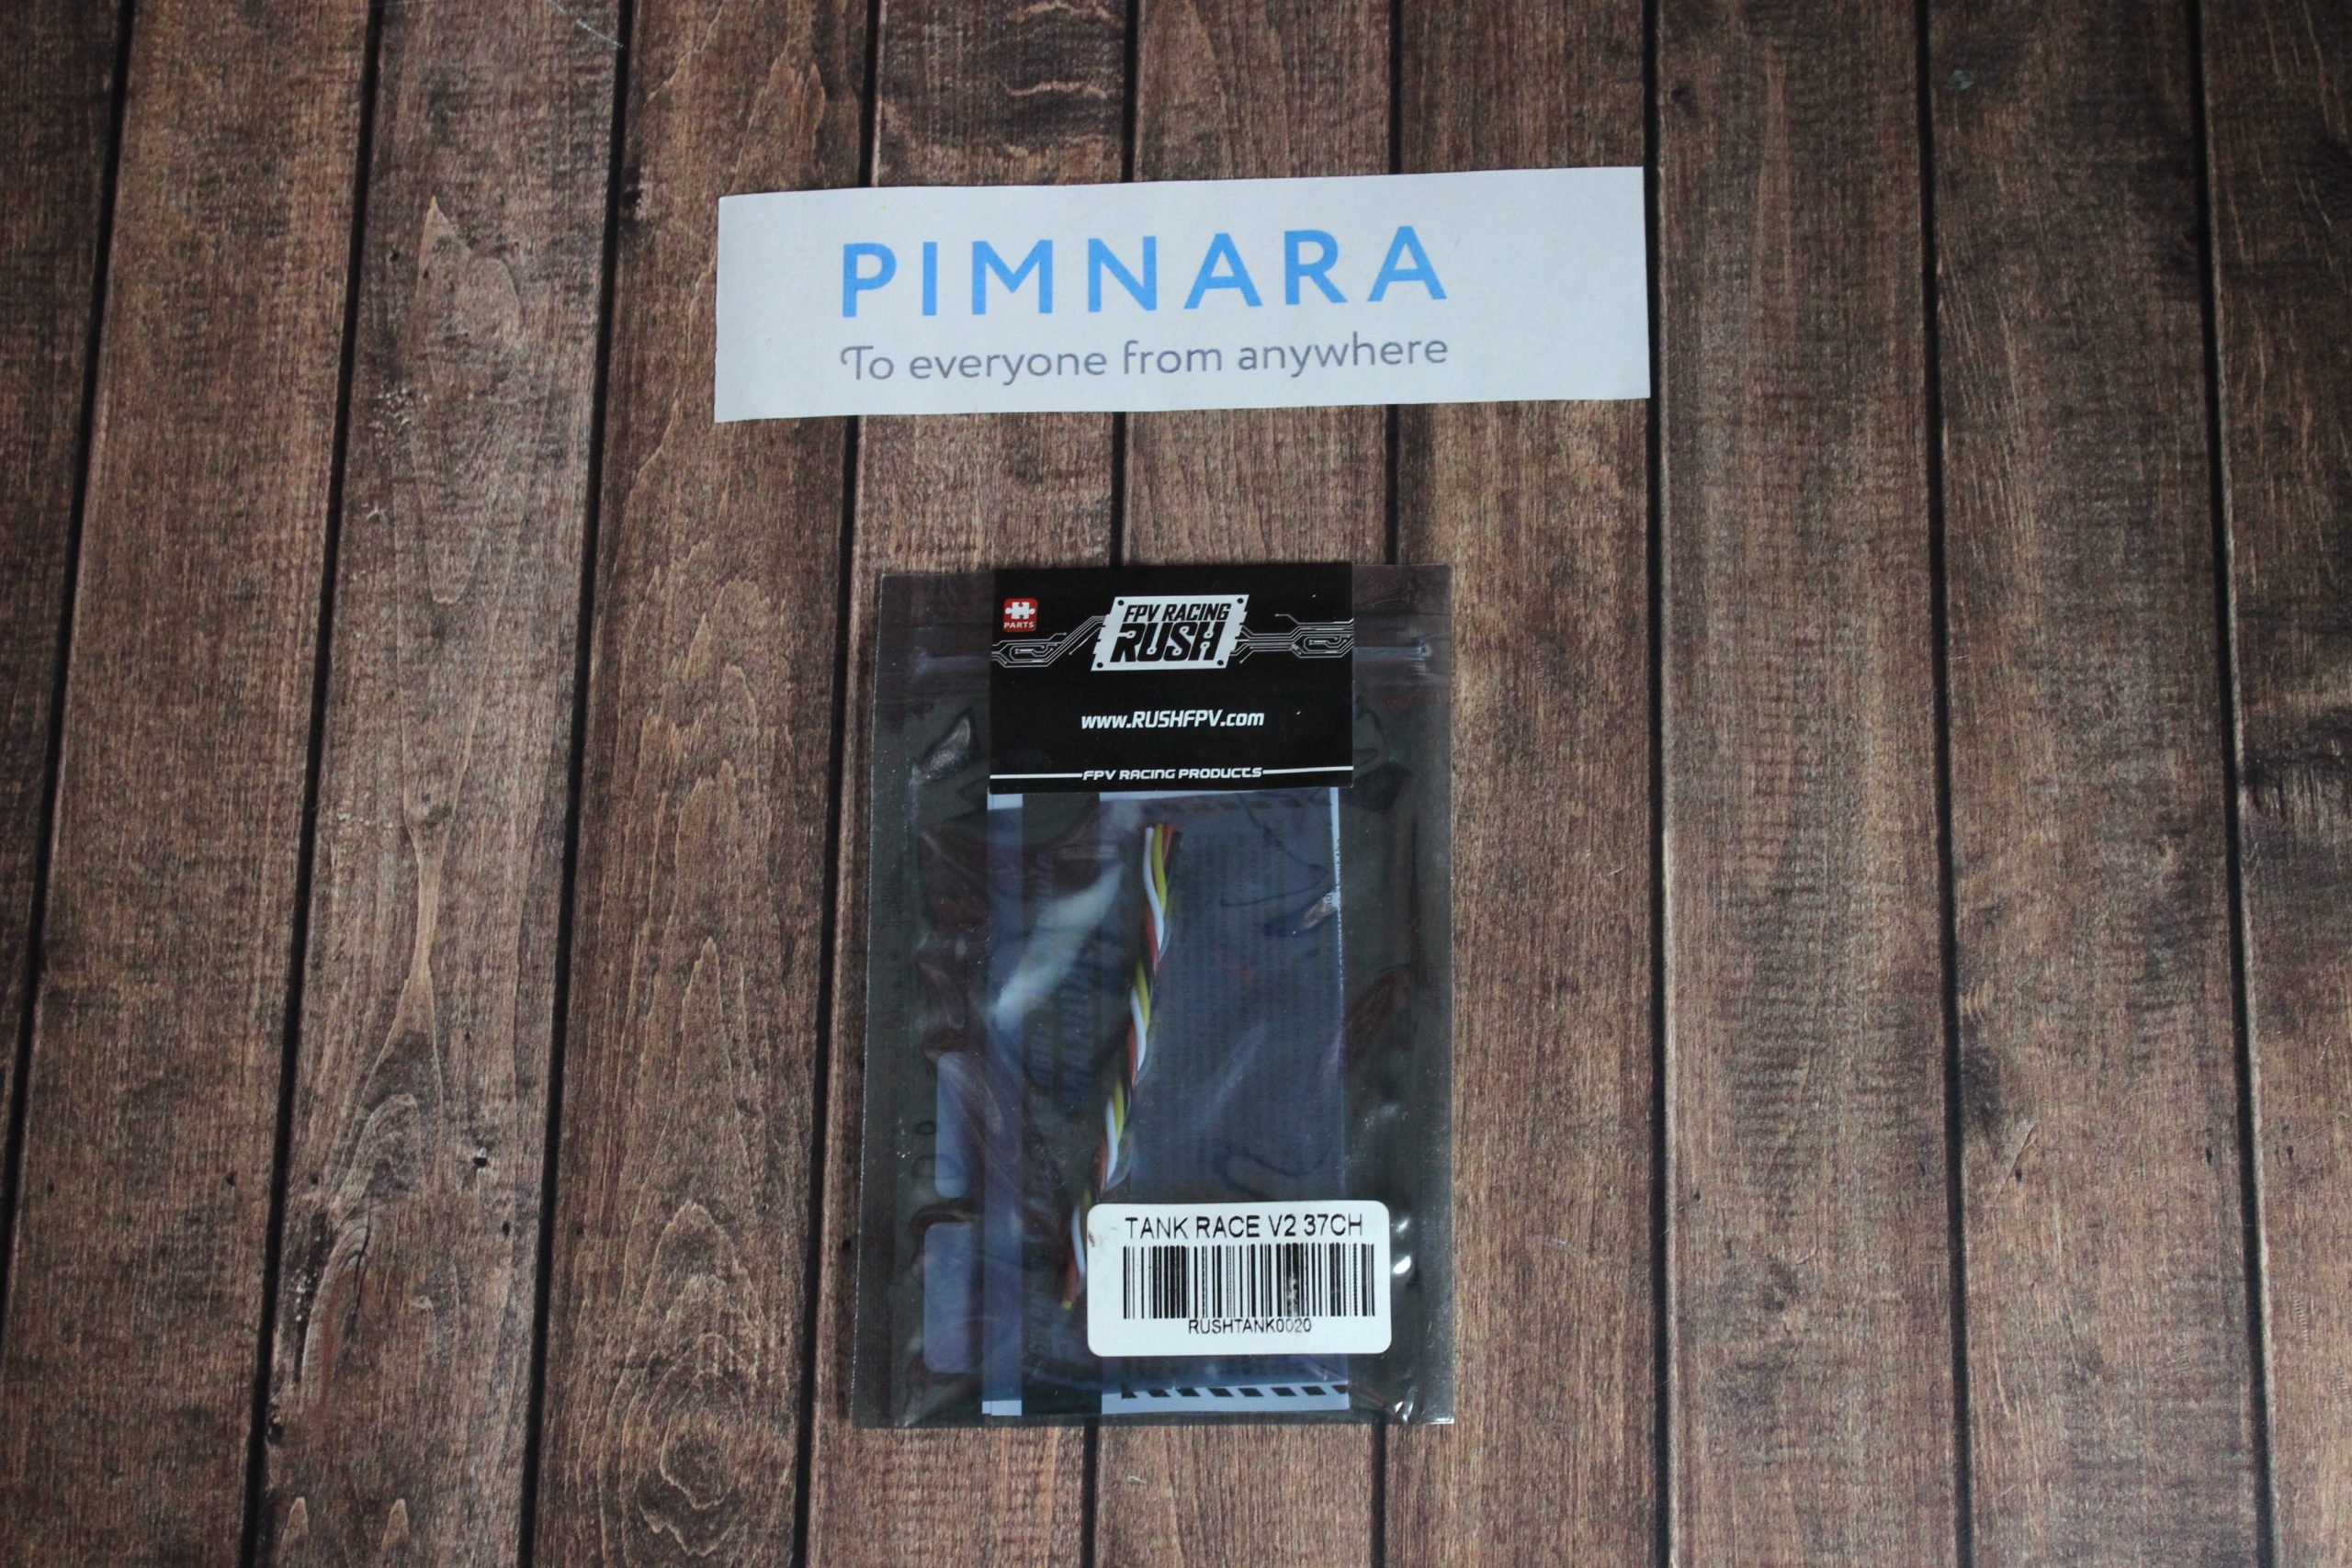 PIMNARA
To everyone from anywhere
PARTS
FPV RACING
RUSH
www.RUSHFPV.com
FPV RACING PRODUCTS
TANK RACE V2 37CH
RUSHTANK0020